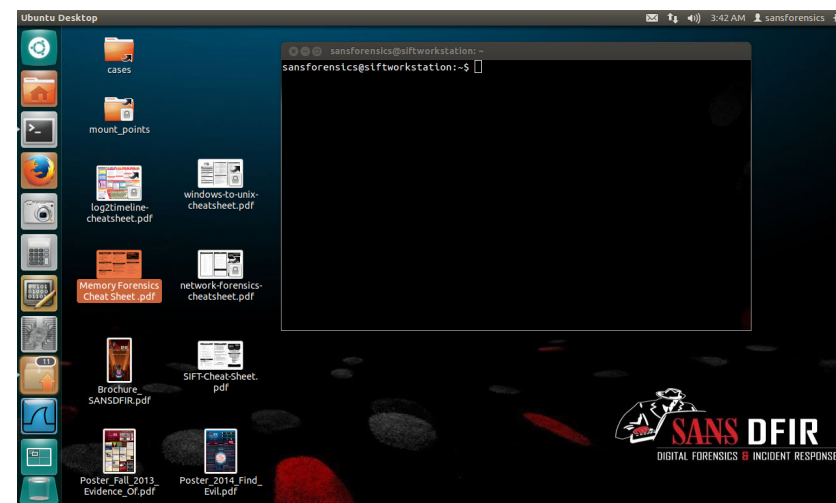 Ubuntu Desktop
3:42 AM
sansforensics
sansforensics@siftworkstation: ~
sansforensics@siftworkstation:~$
cases
mount_points
log2timeline-
cheatsheet.pdf
windows-to-unix-
cheatsheet.pdf
Memory Forensics
Cheat Sheet .pdf
network-forensics-
cheatsheet.pdf
11
Brochure_
SANSDFIR.pdf
SIFT-Cheat-Sheet.
pdf
Poster_Fall_2013_
Evidence_Of.pdf
Poster_2014_Find_
Evil.pdf
SANS DFIR
DIGITAL FORENSICS & INCIDENT RESPONSE